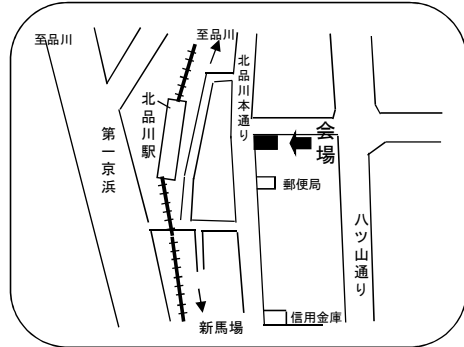 至品川
至品川
北品川本通り
北品川駅
第一京浜
会場
郵便局
八ツ山通り
信用金庫
新馬場